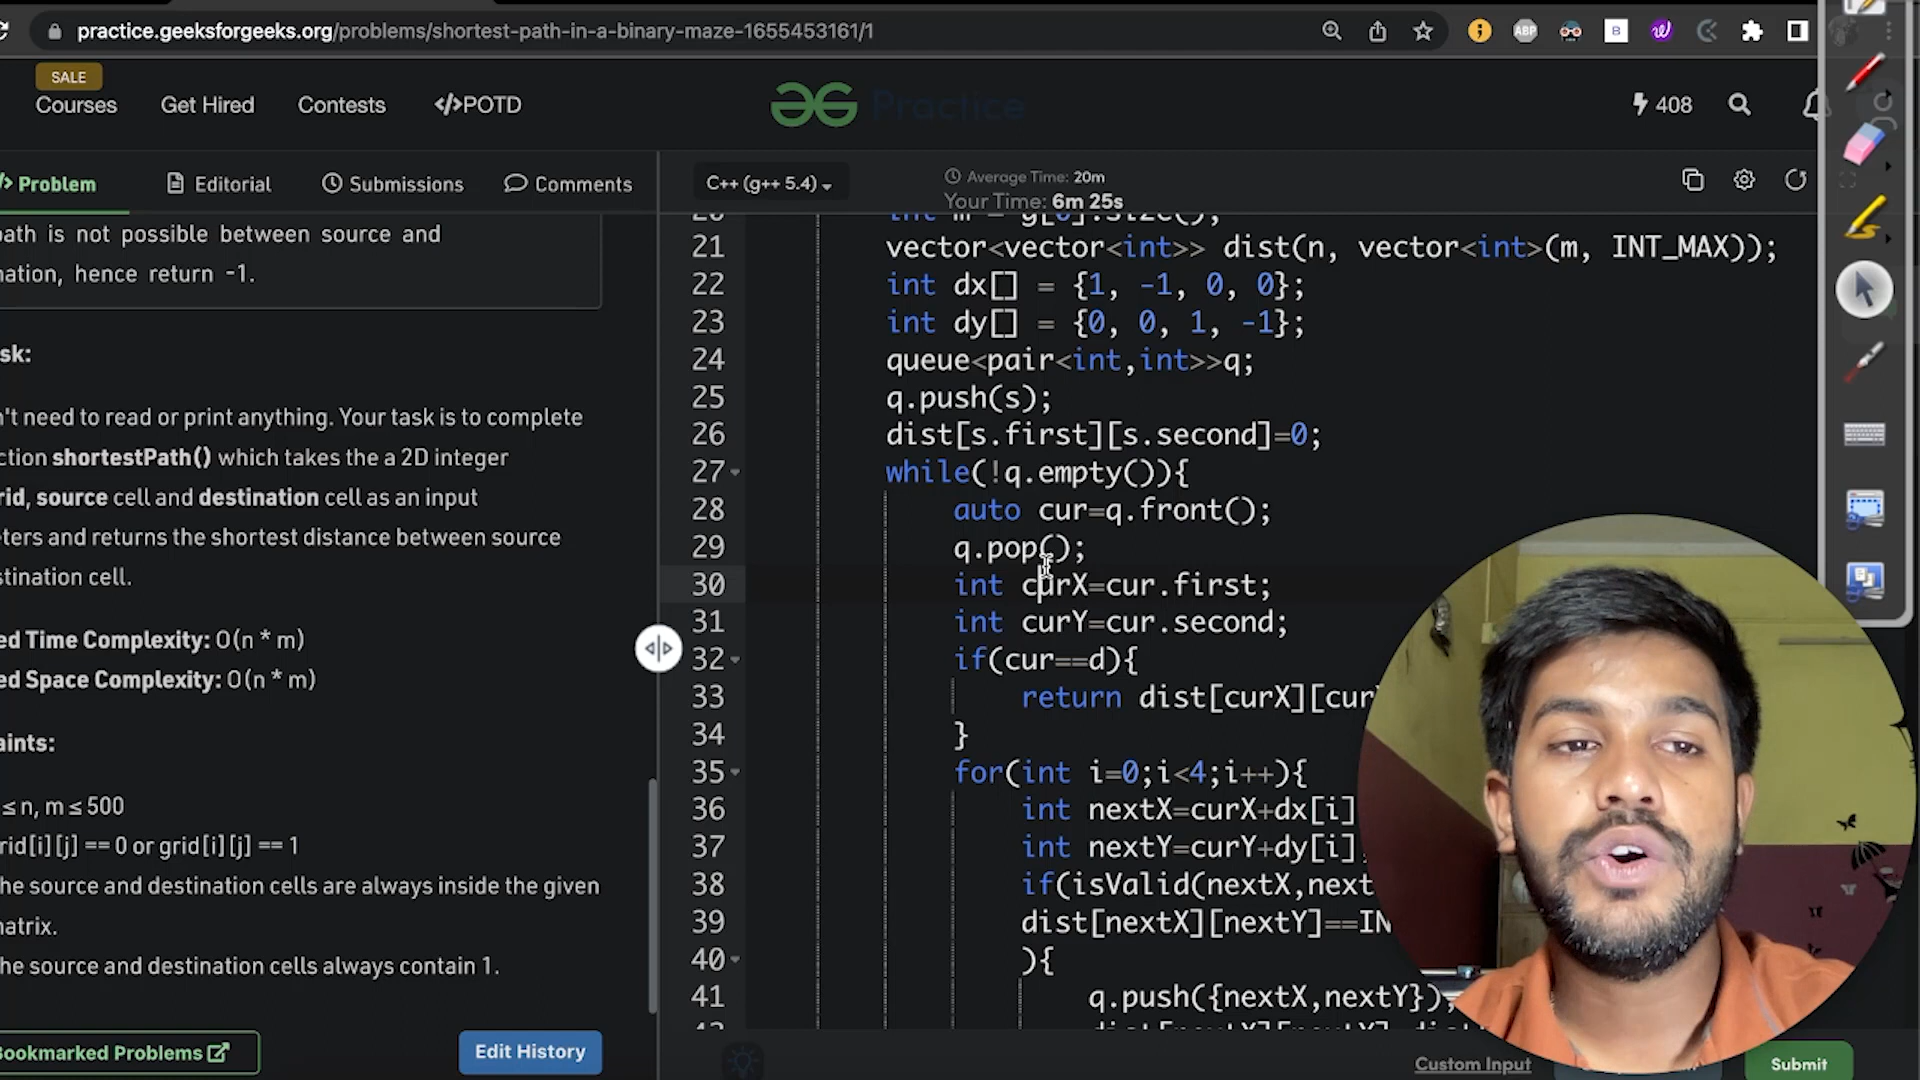 practice.geeksforgeeks.org/problems/shortest-path-in-a-binary-maze-1655453161/1
SALE
Courses
Get Hired
Contests
</>POTD
Practice
408
Problem
Editorial
Submissions
Comments
C++ (g++ 5.4)
Average Time: 20m
Your Time: 6m 25s
ath is not possible between source and
nation, hence return -1.
sk:
n't need to read or print anything. Your task is to complete
ction shortestPath() which takes the a 2D integer
rid, source cell and destination cell as an input
eters and returns the shortest distance between source
stination cell.
ed Time Complexity: O(n * m)
ed Space Complexity: O(n * m)
aints:
≤ n, m ≤ 500
rid[i][j] == 0 or grid[i][j] == 1
he source and destination cells are always inside the given
atrix.
he source and destination cells always contain 1.
Bookmarked Problems
Edit History
20 int m = g[0].size();
21 vector<vector<int>> dist(n, vector<int>(m, INT_MAX));
22 int dx[] = {1, -1, 0, 0};
23 int dy[] = {0, 0, 1, -1};
24 queue<pair<int,int>>q;
25 q.push(s);
26 dist[s.first][s.second]=0;
27 while(!q.empty()){
28 auto cur=q.front();
29 q.pop();
30 int curX=cur.first;
31 int curY=cur.second;
32 if(cur==d){
33 return dist[curX][cur
34 }
35 for(int i=0;i<4;i++){
36 int nextX=curX+dx[i]
37 int nextY=curY+dy[i]
38 if(isValid(nextX,next
39 dist[nextX][nextY]==IN
40 ){
41 q.push({nextX,nextY});
Custom Input
Submit